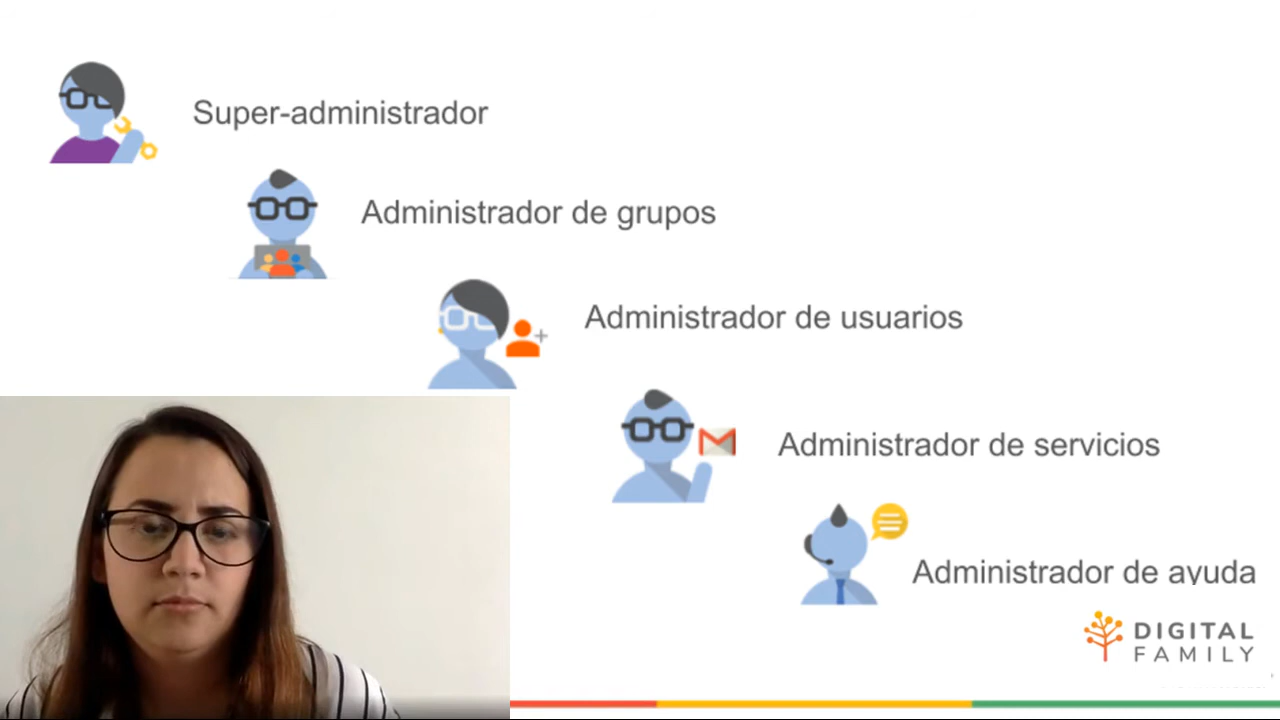 Super-administrador
Administrador de grupos
Administrador de usuarios
Administrador de servicios
Administrador de ayuda
DIGITAL
FAMILY